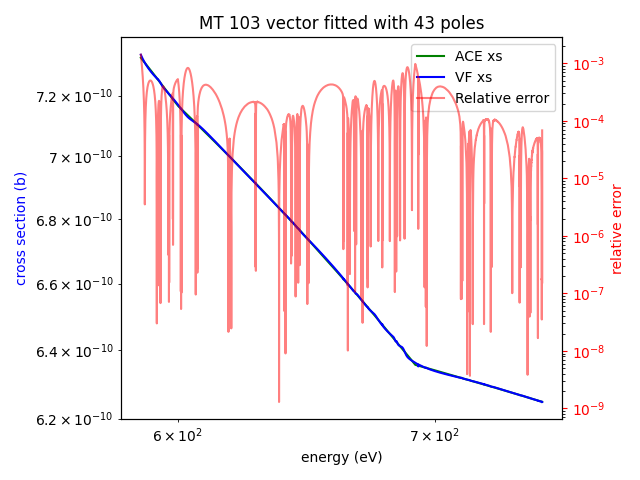 MT 103 vector fitted with 43 poles
ACE xs
VF xs
Relative error
cross section (b)
7.2 × 10⁻¹⁰
7 × 10⁻¹⁰
6.8 × 10⁻¹⁰
6.6 × 10⁻¹⁰
6.4 × 10⁻¹⁰
6.2 × 10⁻¹⁰
10⁻³
10⁻⁴
10⁻⁵
10⁻⁶
10⁻⁷
10⁻⁸
10⁻⁹
relative error
6 × 10² 7 × 10²
energy (eV)